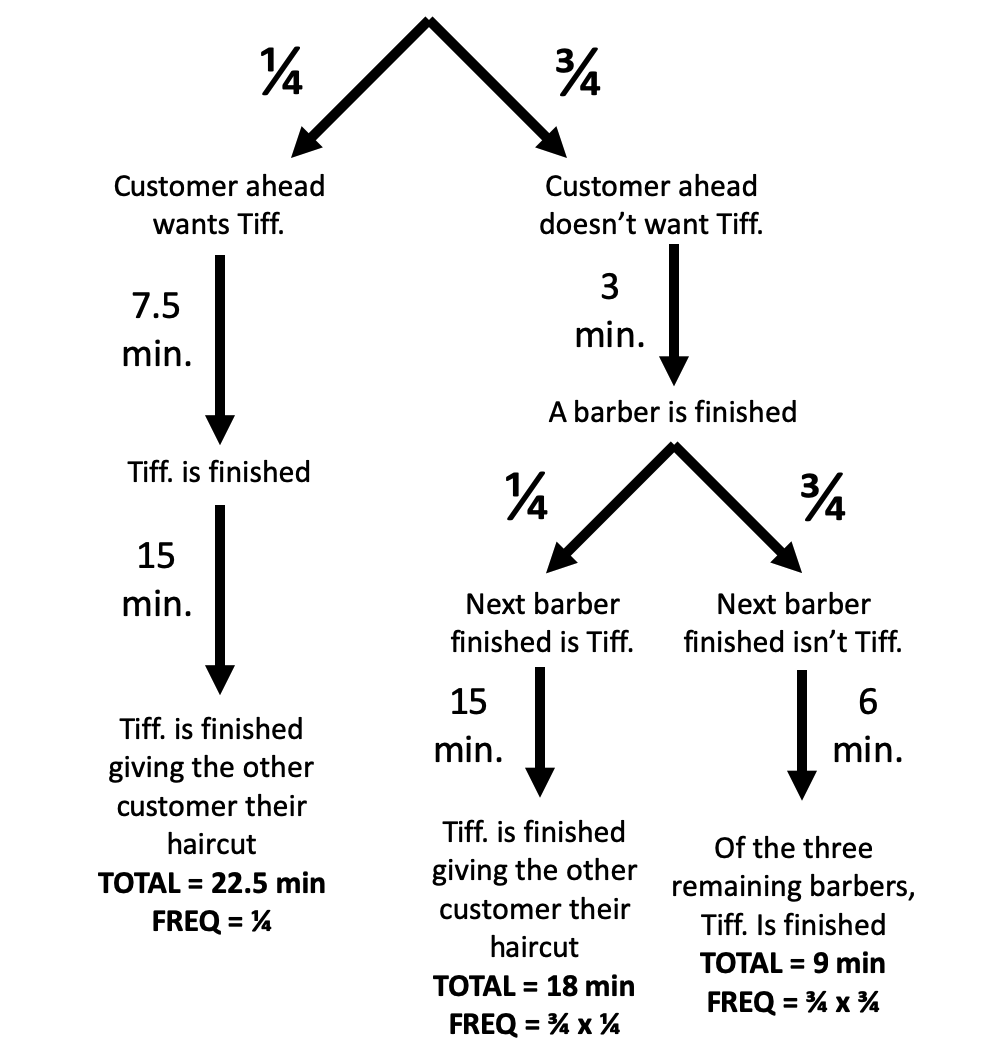 ¼
¾
Customer ahead
wants Tiff.
Customer ahead
doesn’t want Tiff.
7.5
min.
3
min.
A barber is finished
Tiff. is finished
¼
¾
15
min.
Next barber
finished is Tiff.
Next barber
finished isn’t Tiff.
15
min.
6
min.
Tiff. is finished
giving the other
customer their
haircut
TOTAL = 22.5 min
FREQ = ¼
Tiff. is finished
giving the other
customer their
haircut
TOTAL = 18 min
FREQ = ¾ x ¼
Of the three
remaining barbers,
Tiff. Is finished
TOTAL = 9 min
FREQ = ¾ x ¾